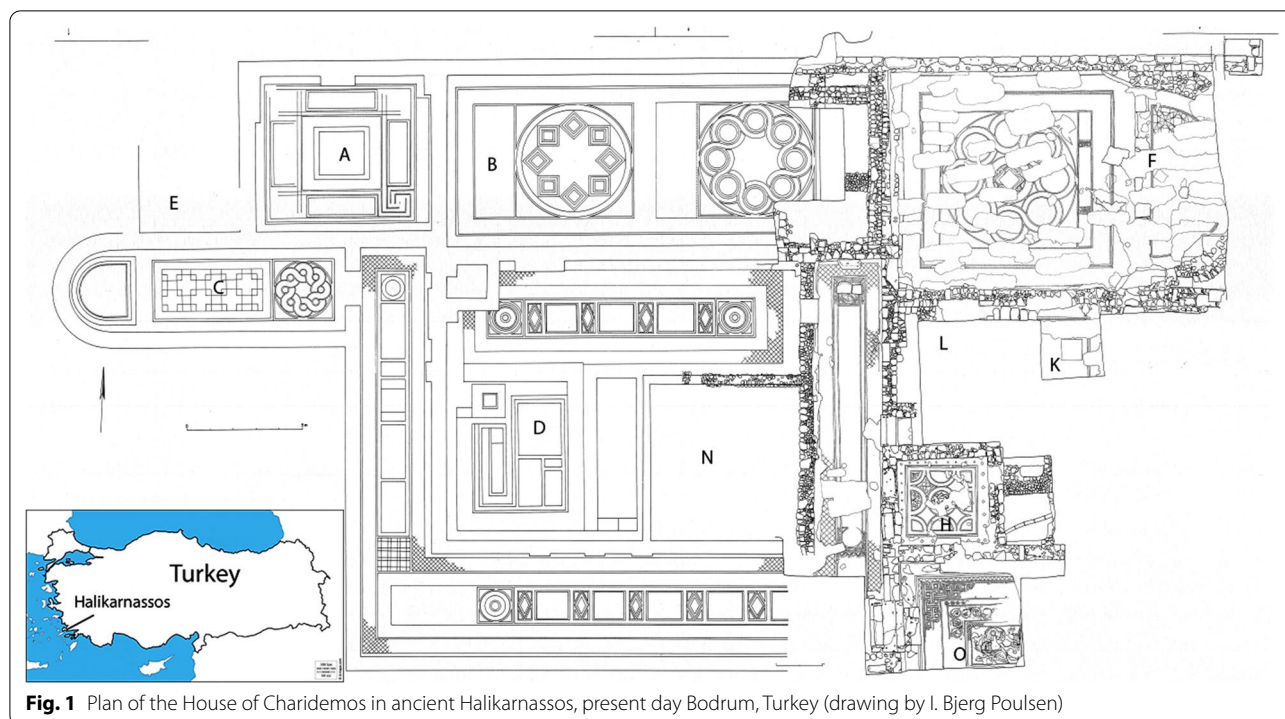 A
B
F
E
C
L
K
D
N
H
O
Turkey
Halikarnassos
Fig. 1 Plan of the House of Charidemos in ancient Halikarnassos, present day Bodrum, Turkey (drawing by I. Bjerg Poulsen)